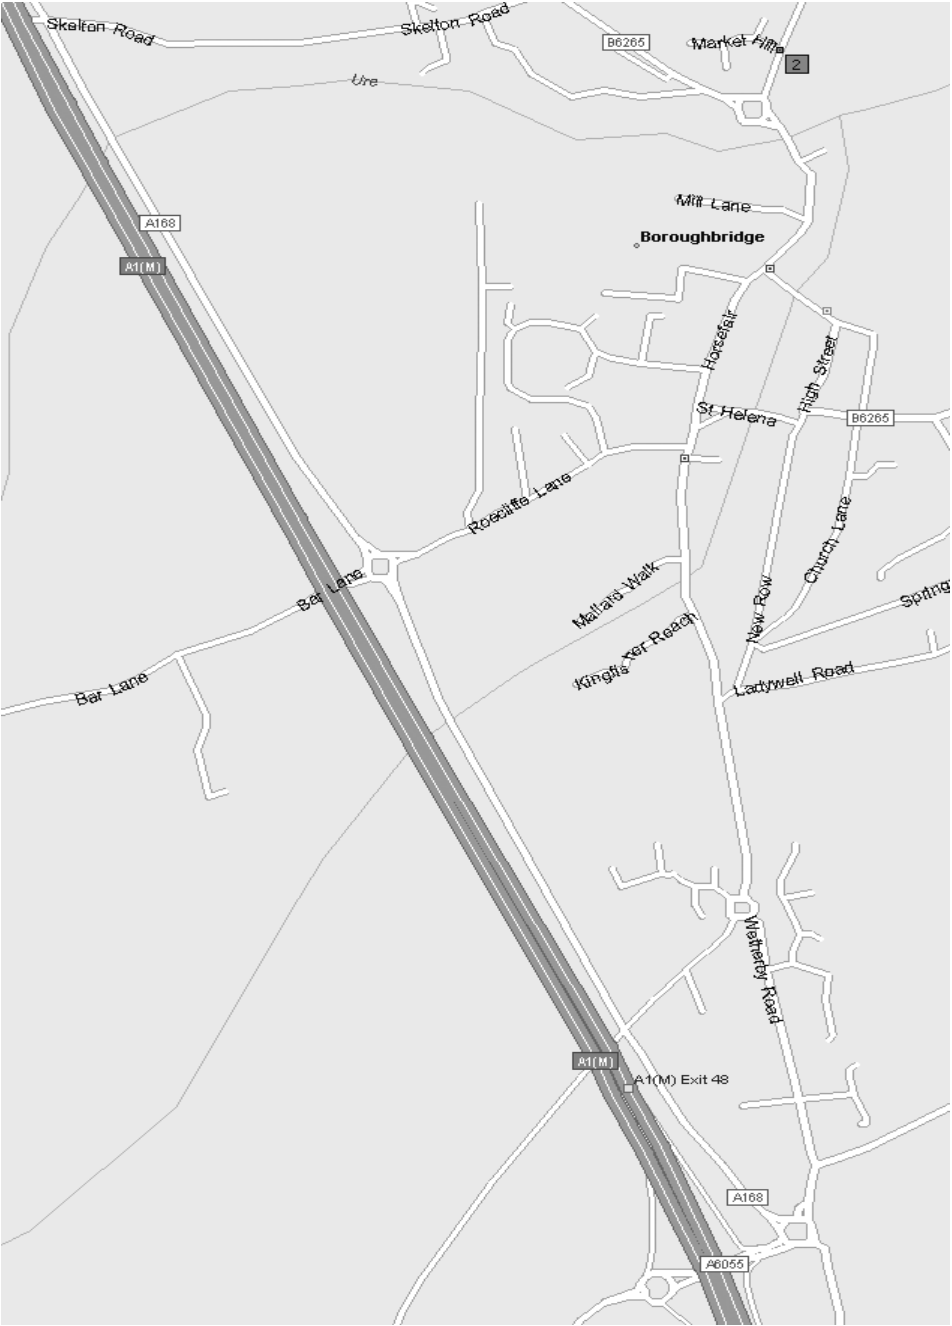 Skelton Road
Skelton Road
B6265
Market Hill
2
Ure
Mill Lane
A168
Boroughbridge
A1(M)
Horsefair
High Street
St Helena
B6265
Roecliffe Lane
Church Lane
Bar Lane
Mallard Walk
New Row
Spring
Kingfis her Reach
Ladywell Road
Bar Lane
Wetherby Road
A1(M)
A1(M) Exit 48
A168
A6055